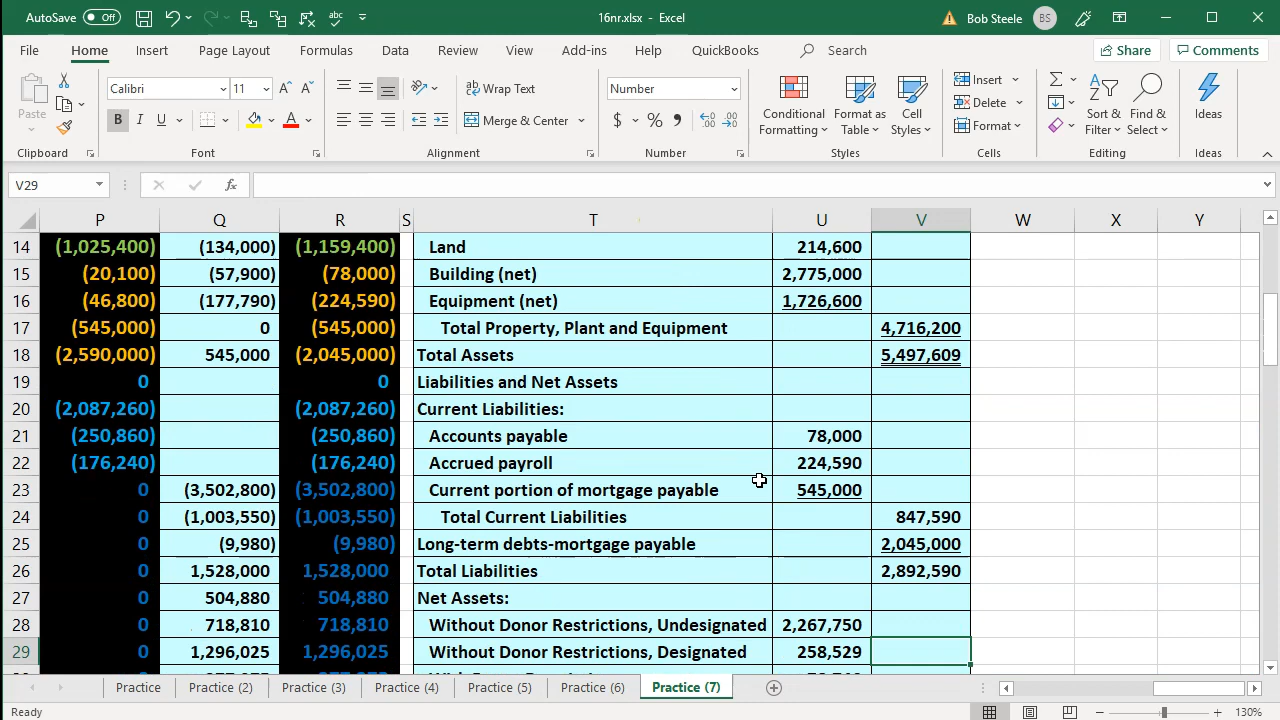 AutoSave Off 16nr.xlsx - Excel Bob Steele BS
File Home Insert Page Layout Formulas Data Review View Add-ins Help QuickBooks Search Share Comments
Paste Calibri 11 Wrap Text Number Conditional Formatting Format as Table Cell Styles Insert Sort & Filter Find & Select Ideas
B I U Merge & Center $ % Delete Format
Clipboard Font Alignment Number Styles Cells Editing Ideas
V29 fx
P Q R S T U V W X Y
14 (1,025,400) (134,000) (1,159,400) Land 214,600
15 (20,100) (57,900) (78,000) Building (net) 2,775,000
16 (46,800) (177,790) (224,590) Equipment (net) 1,726,600
17 (545,000) 0 (545,000) Total Property, Plant and Equipment 4,716,200
18 (2,590,000) 545,000 (2,045,000) Total Assets 5,497,609
19 0 0 Liabilities and Net Assets
20 (2,087,260) (2,087,260) Current Liabilities:
21 (250,860) (250,860) Accounts payable 78,000
22 (176,240) (176,240) Accrued payroll 224,590
23 0 (3,502,800) (3,502,800) Current portion of mortgage payable 545,000
24 0 (1,003,550) (1,003,550) Total Current Liabilities 847,590
25 0 (9,980) (9,980) Long-term debts-mortgage payable 2,045,000
26 0 1,528,000 1,528,000 Total Liabilities 2,892,590
27 0 504,880 504,880 Net Assets:
28 0 718,810 718,810 Without Donor Restrictions, Undesignated 2,267,750
29 0 1,296,025 1,296,025 Without Donor Restrictions, Designated 258,529
Practice Practice (2) Practice (3) Practice (4) Practice (5) Practice (6) Practice (7)
Ready 130%